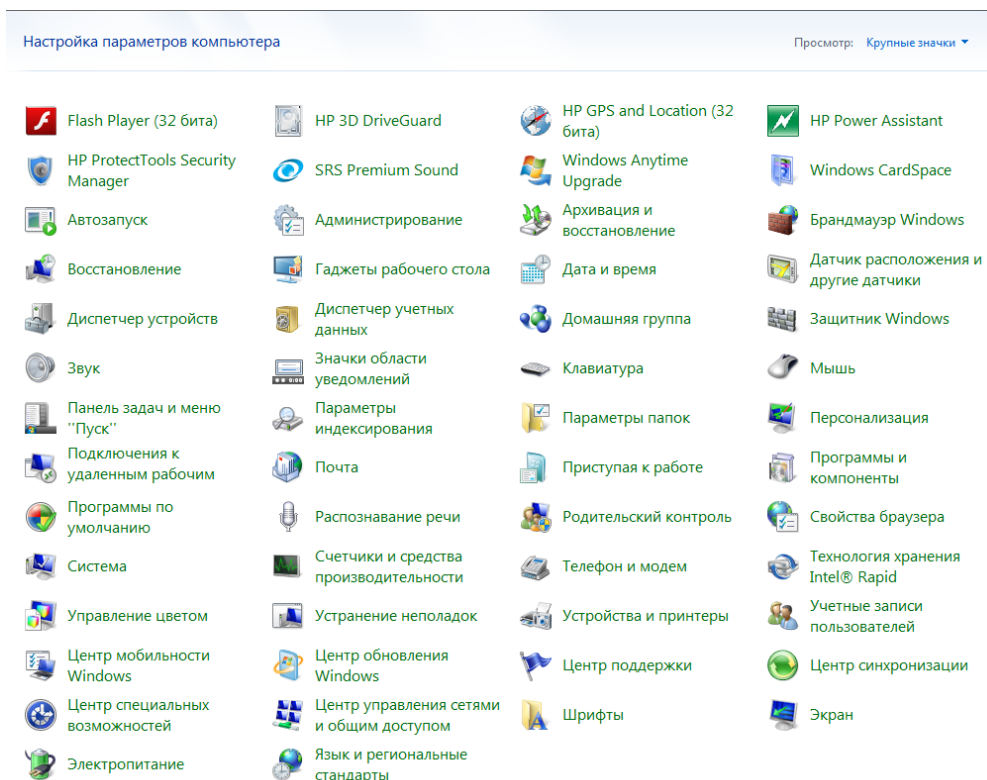 Настройка параметров компьютера
Просмотр: Крупные значки
Flash Player (32 бита)
HP 3D DriveGuard
HP GPS and Location (32
бита)
HP Power Assistant
HP ProtectTools Security
Manager
SRS Premium Sound
Windows Anytime
Upgrade
Windows CardSpace
Автозапуск
Администрирование
Архивация и
восстановление
Брандмауэр Windows
Восстановление
Гаджеты рабочего стола
Дата и время
Датчик расположения и
другие датчики
Диспетчер устройств
Диспетчер учетных
данных
Домашняя группа
Защитник Windows
Звук
Значки области
уведомлений
Клавиатура
Мышь
Панель задач и меню
''Пуск''
Параметры
индексирования
Параметры папок
Персонализация
Подключения к
удаленным рабочим
Почта
Приступая к работе
Программы и
компоненты
Программы по
умолчанию
Распознавание речи
Родительский контроль
Свойства браузера
Система
Счетчики и средства
производительности
Телефон и модем
Технология хранения
Intel® Rapid
Управление цветом
Устранение неполадок
Устройства и принтеры
Учетные записи
пользователей
Центр мобильности
Windows
Центр обновления
Windows
Центр поддержки
Центр синхронизации
Центр специальных
возможностей
Центр управления сетями
и общим доступом
Шрифты
Экран
Электропитание
Язык и региональные
стандарты